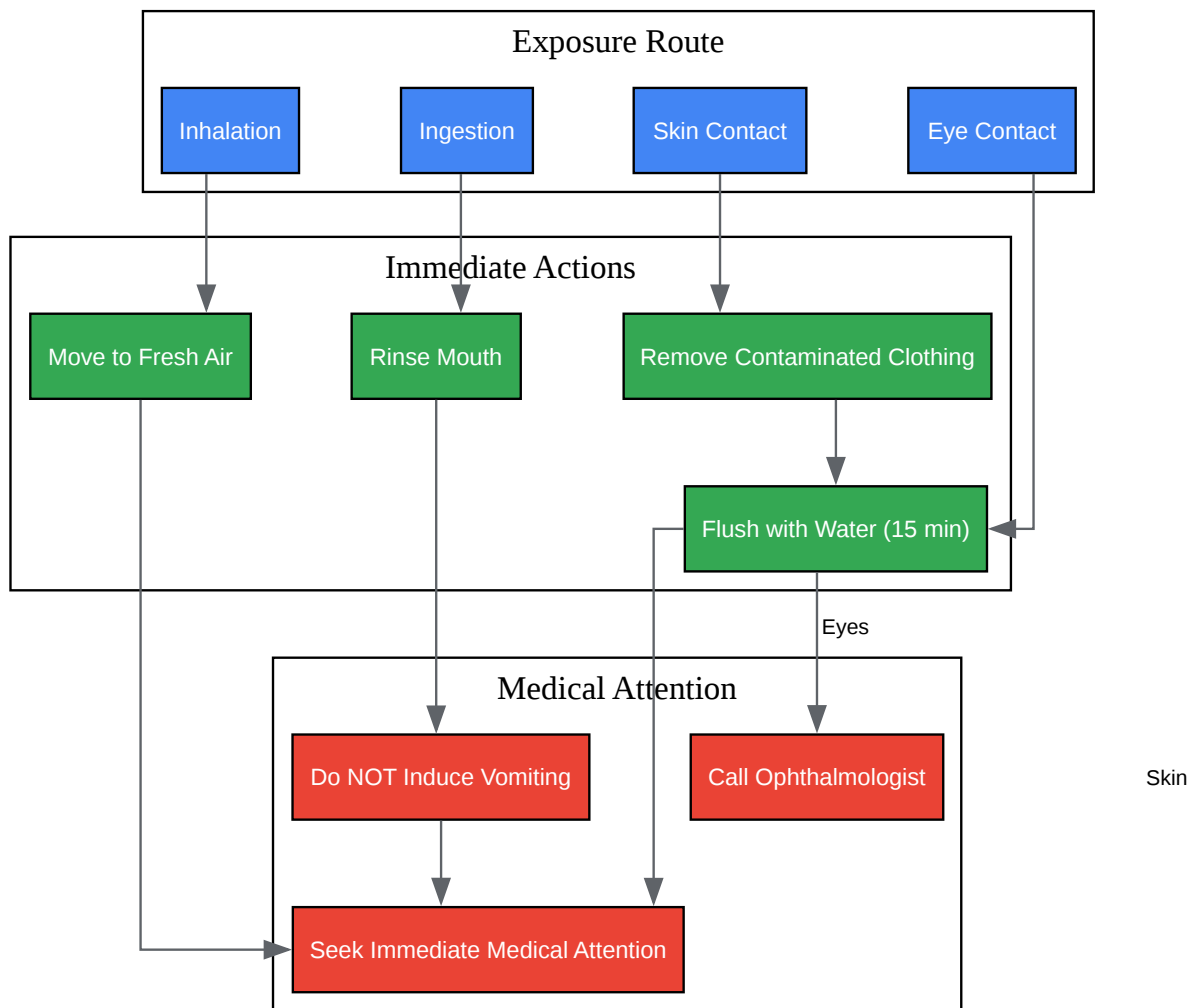 Exposure Route
Inhalation
Ingestion
Skin Contact
Eye Contact
Immediate Actions
Move to Fresh Air
Rinse Mouth
Remove Contaminated Clothing
Flush with Water (15 min)
Eyes
Medical Attention
Do NOT Induce Vomiting
Call Ophthalmologist
Skin
Seek Immediate Medical Attention